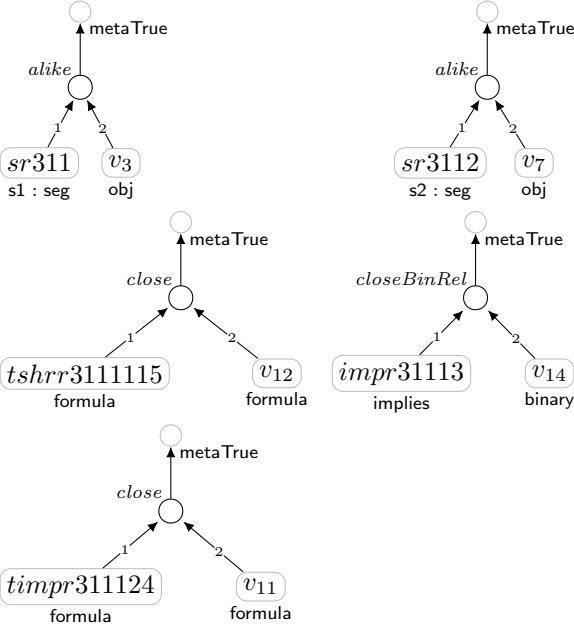 metaTrue metaTrue
alike alike
1 2 1 2
sr311 v₃ sr3112 v₇
s1 : seg obj s2 : seg obj
metaTrue metaTrue
close closeBinRel
1 2 1 2
tshrr3111115 v₁₂ impr31113 v₁₄
formula formula implies binary
metaTrue
close
1 2
timpr311124 v₁₁
formula formula